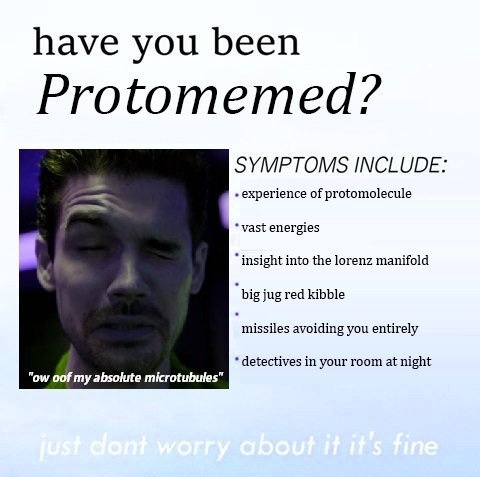 have you been
Protomemed?
SYMPTOMS INCLUDE:
• experience of protomolecule
• vast energies
• insight into the lorenz manifold
• big jug red kibble
• missiles avoiding you entirely
• detectives in your room at night
"ow oof my absolute microtubules"
just dont worry about it it's fine